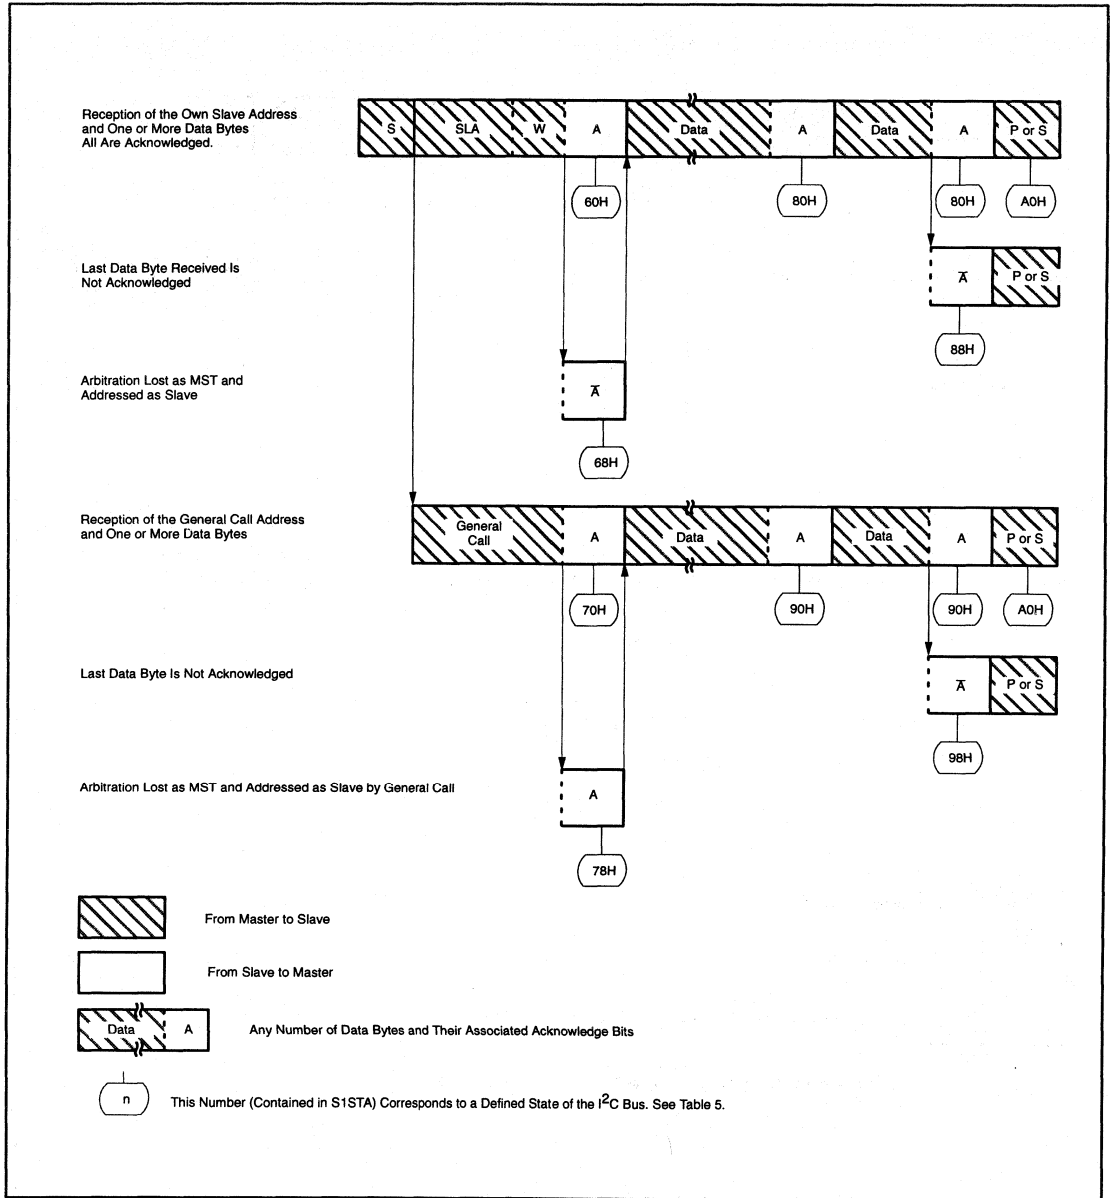 Reception of the Own Slave Address
and One or More Data Bytes
All Are Acknowledged.
S SLA W A Data A Data A P or S
60H 80H 80H A0H
Last Data Byte Received Is
Not Acknowledged
A̅ P or S
88H
Arbitration Lost as MST and
Addressed as Slave
A̅
68H
Reception of the General Call Address
and One or More Data Bytes
General
Call
A Data A Data A P or S
70H 90H 90H A0H
Last Data Byte Is Not Acknowledged
A̅ P or S
98H
Arbitration Lost as MST and Addressed as Slave by General Call
A
78H
From Master to Slave
From Slave to Master
Data A Any Number of Data Bytes and Their Associated Acknowledge Bits
n This Number (Contained in S1STA) Corresponds to a Defined State of the I²C Bus. See Table 5.